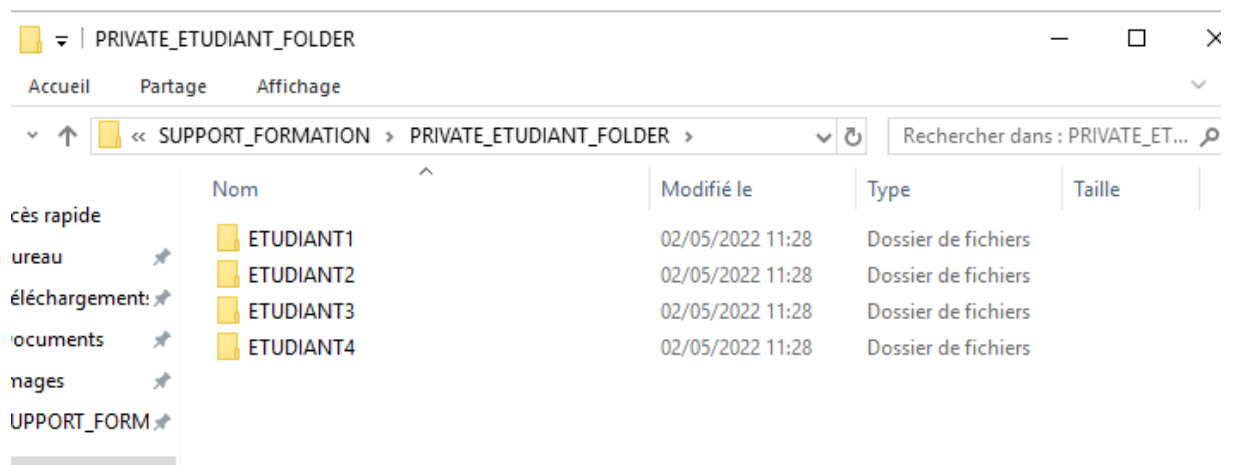 PRIVATE_ETUDIANT_FOLDER
Accueil Partage Affichage
« SUPPORT_FORMATION > PRIVATE_ETUDIANT_FOLDER > Rechercher dans : PRIVATE_ET...
Nom Modifié le Type Taille
cès rapide
ETUDIANT1 02/05/2022 11:28 Dossier de fichiers
ureau
ETUDIANT2 02/05/2022 11:28 Dossier de fichiers
éléchargement
ETUDIANT3 02/05/2022 11:28 Dossier de fichiers
ocuments
ETUDIANT4 02/05/2022 11:28 Dossier de fichiers
mages
UPPORT_FORM